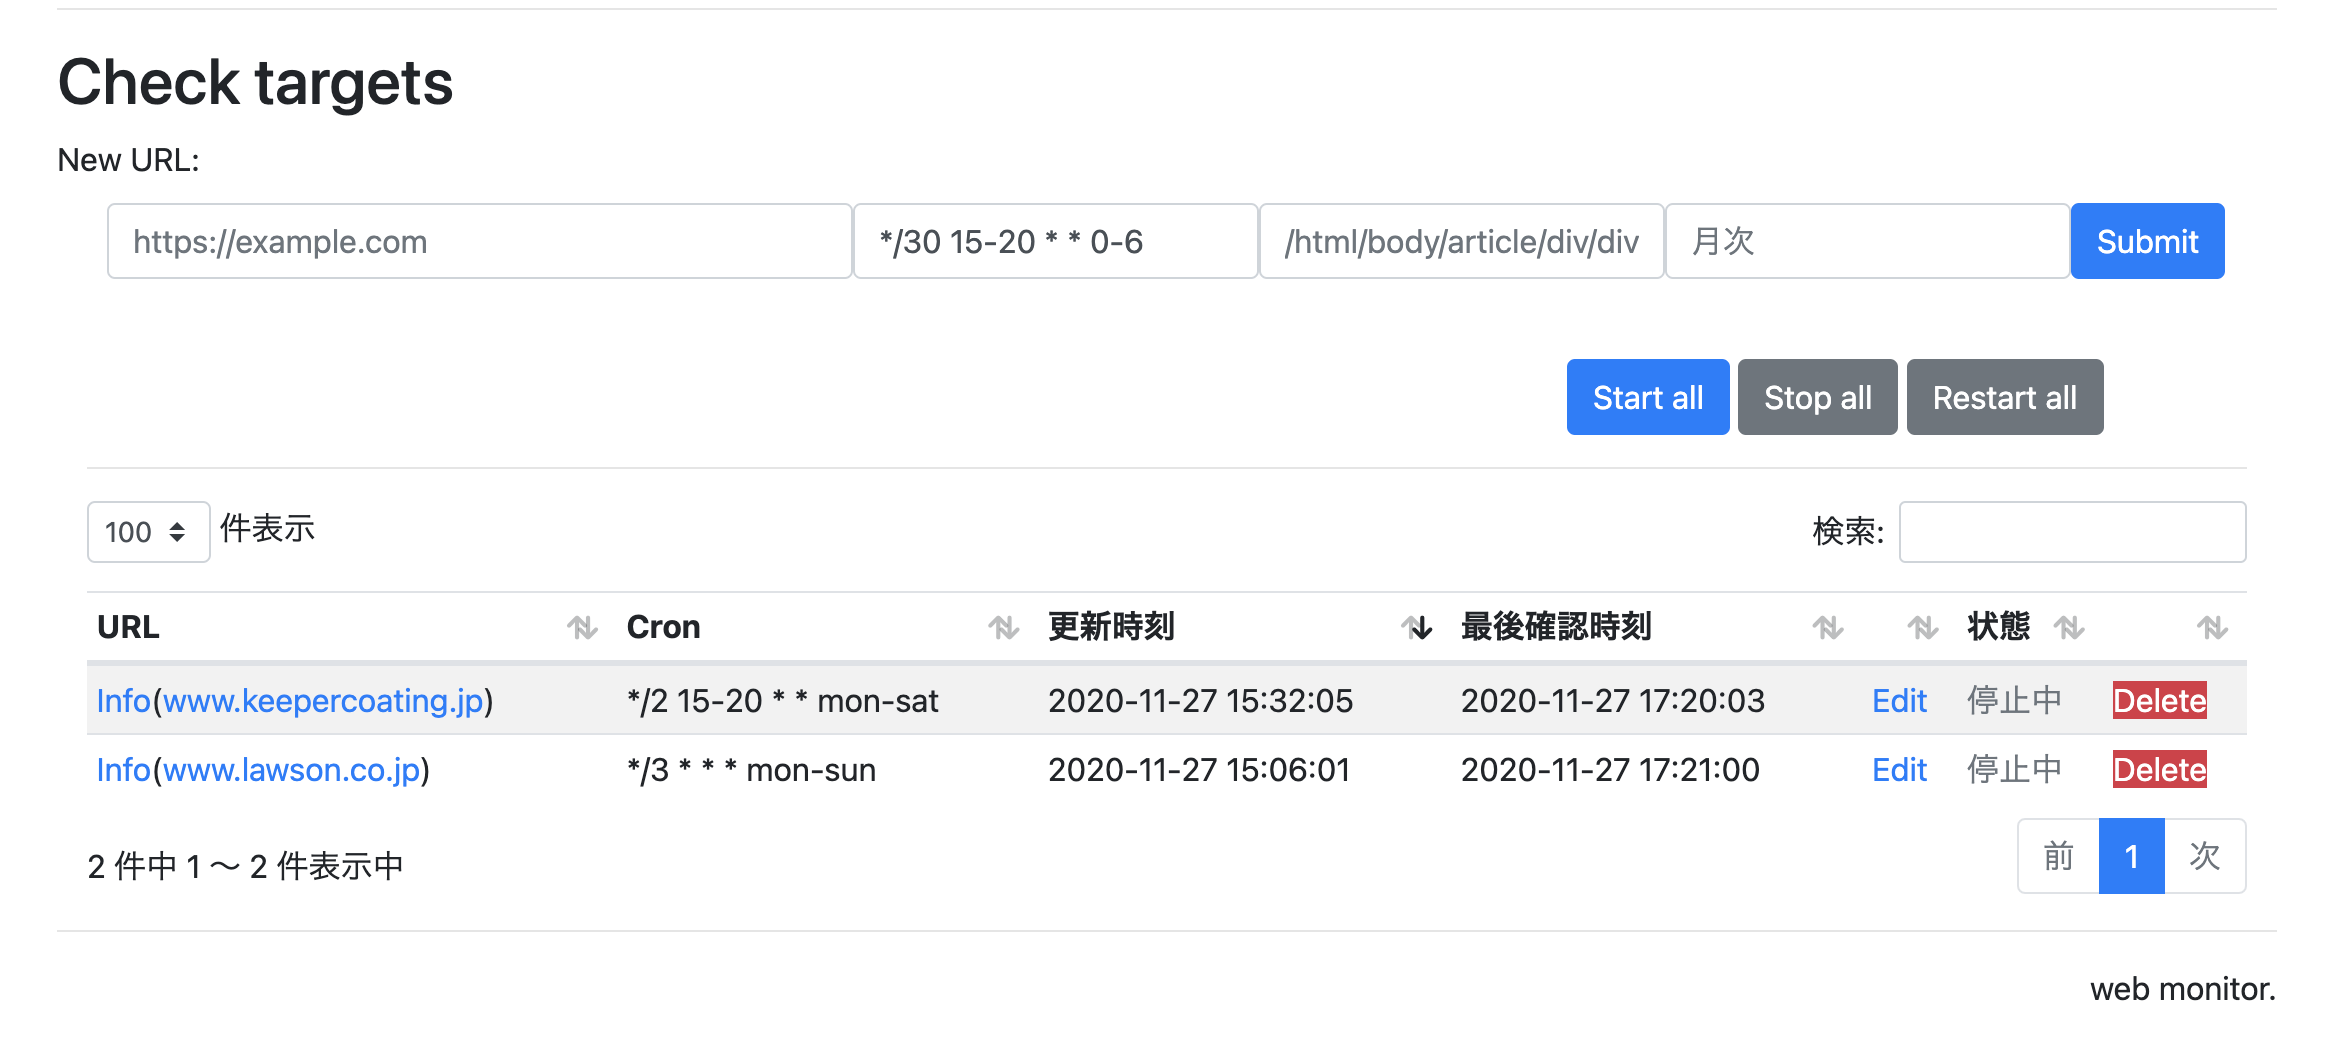 Check targets
New URL:
https://example.com */30 15-20 * * 0-6 /html/body/article/div/div 月次 Submit
Start all Stop all Restart all
100 件表示 検索:
URL Cron 更新時刻 最後確認時刻 状態
Info(www.keepercoating.jp) */2 15-20 * * mon-sat 2020-11-27 15:32:05 2020-11-27 17:20:03 Edit 停止中 Delete
Info(www.lawson.co.jp) */3 * * * mon-sun 2020-11-27 15:06:01 2020-11-27 17:21:00 Edit 停止中 Delete
2 件中 1 〜 2 件表示中 前 1 次
web monitor.